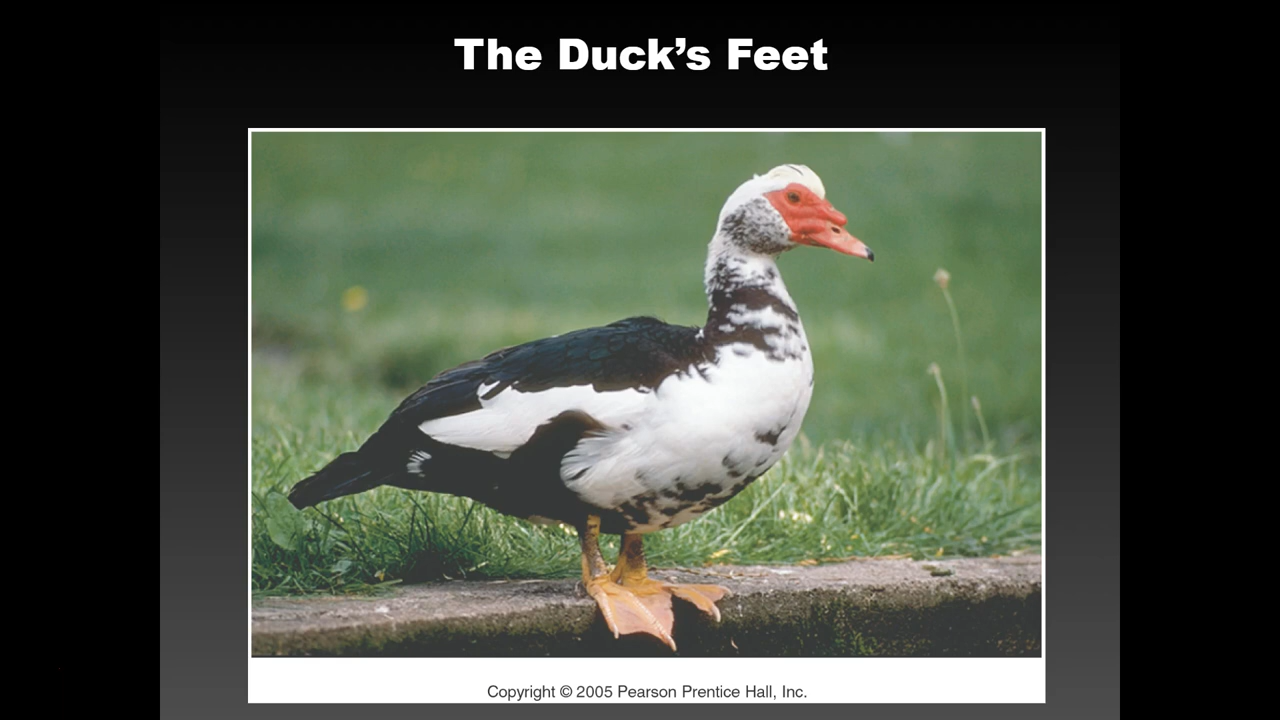 The Duck’s Feet
Copyright © 2005 Pearson Prentice Hall, Inc.